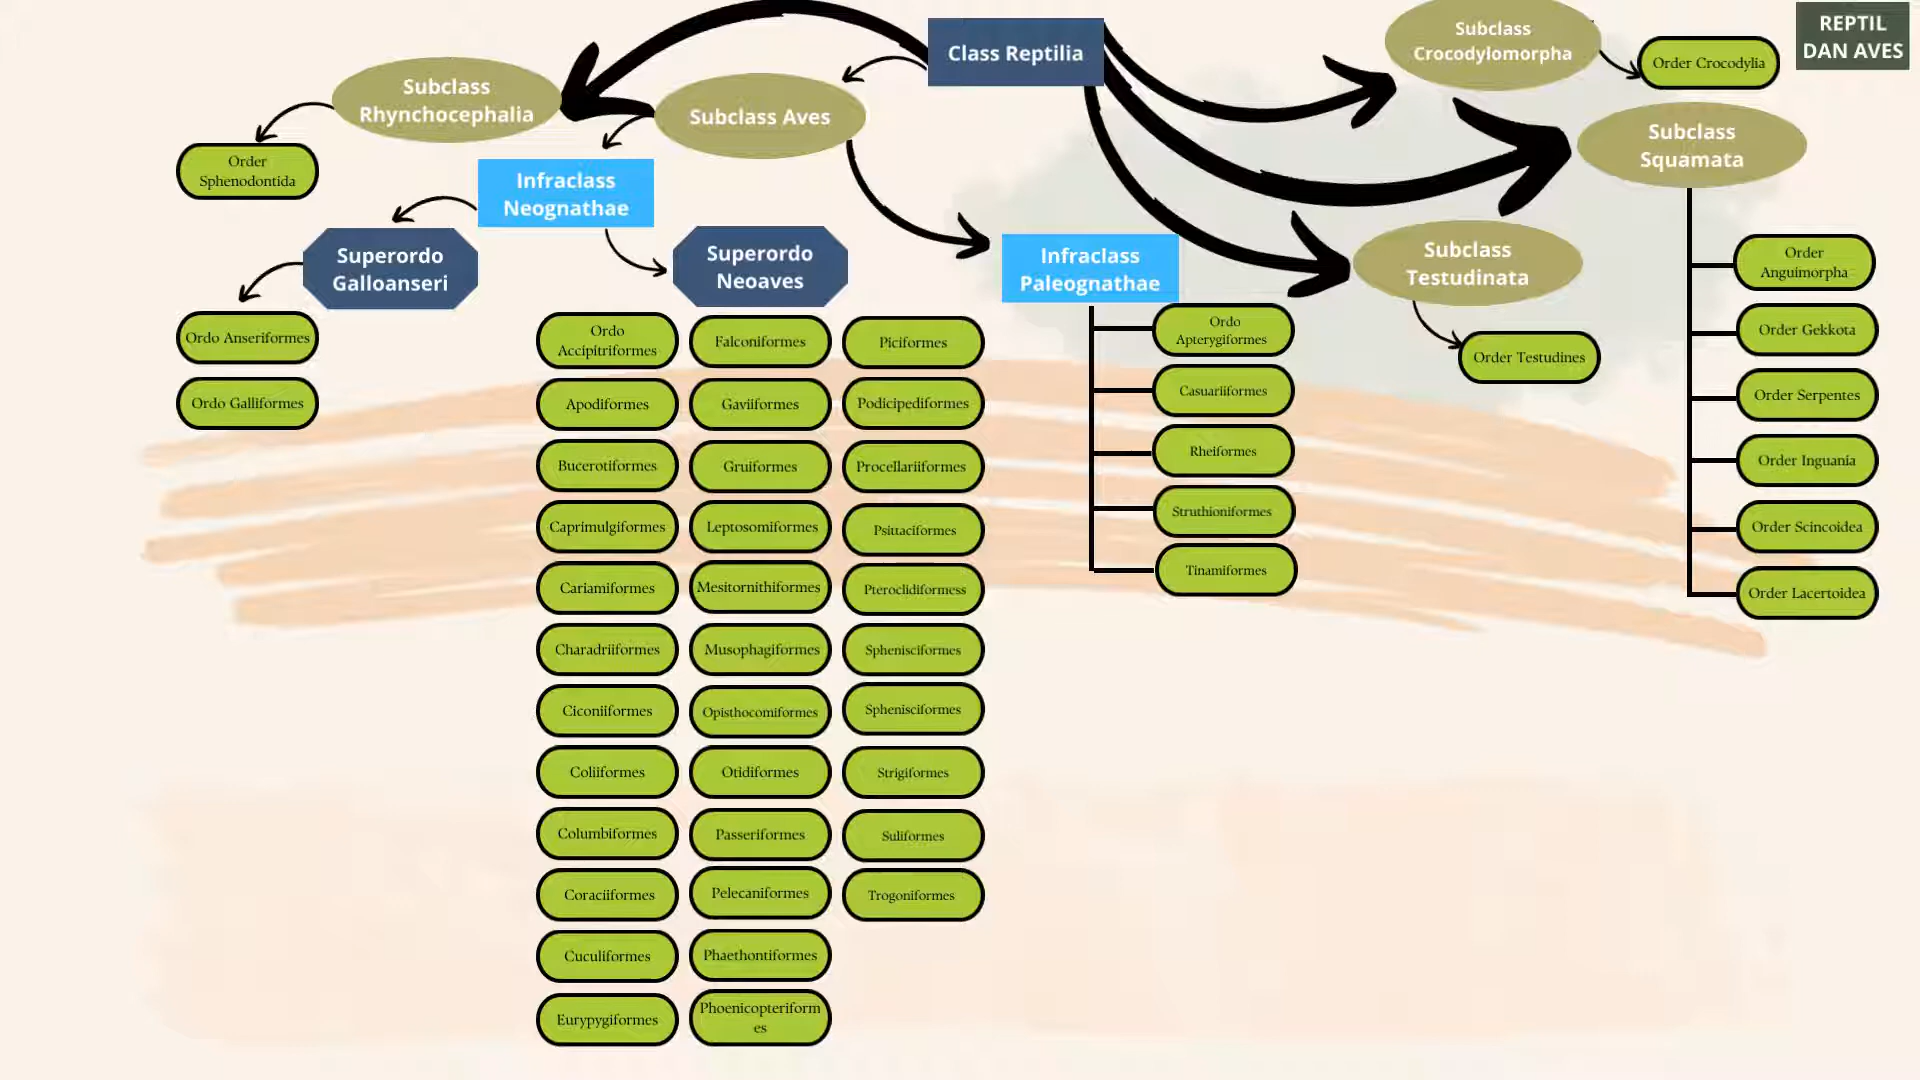 REPTIL
DAN AVES
Class Reptilia
Subclass
Crocodylomorpha
Order Crocodylia
Subclass
Rhynchocephalia
Subclass Aves
Subclass
Squamata
Order
Sphenodontida
Infraclass
Neognathae
Superordo
Galloanseri
Superordo
Neoaves
Infraclass
Paleognathae
Subclass
Testudinata
Order Testudines
Ordo Anseriformes
Ordo Galliformes
Ordo
Accipitriformes
Apodiformes
Bucerotiformes
Caprimulgiformes
Cariamiformes
Charadriiformes
Ciconiiformes
Coliiformes
Columbiformes
Coraciiformes
Cuculiformes
Eurypygiformes
Falconiformes
Gaviiformes
Gruiformes
Leptosomiformes
Mesitornithiformes
Musophagiformes
Opisthocomiformes
Otidiformes
Passeriformes
Pelecaniformes
Phaethontiformes
Phoenicopteriform
es
Piciformes
Podicipediformes
Procellariiformes
Psittaciformes
Pteroclidiformess
Sphenisciformes
Sphenisciformes
Strigiformes
Suliformes
Trogoniformes
Ordo
Apterygiformes
Casuariiformes
Rheiformes
Struthioniformes
Tinamiformes
Order
Anguimorpha
Order Gekkota
Order Serpentes
Order Inguania
Order Scincoidea
Order Lacertoidea